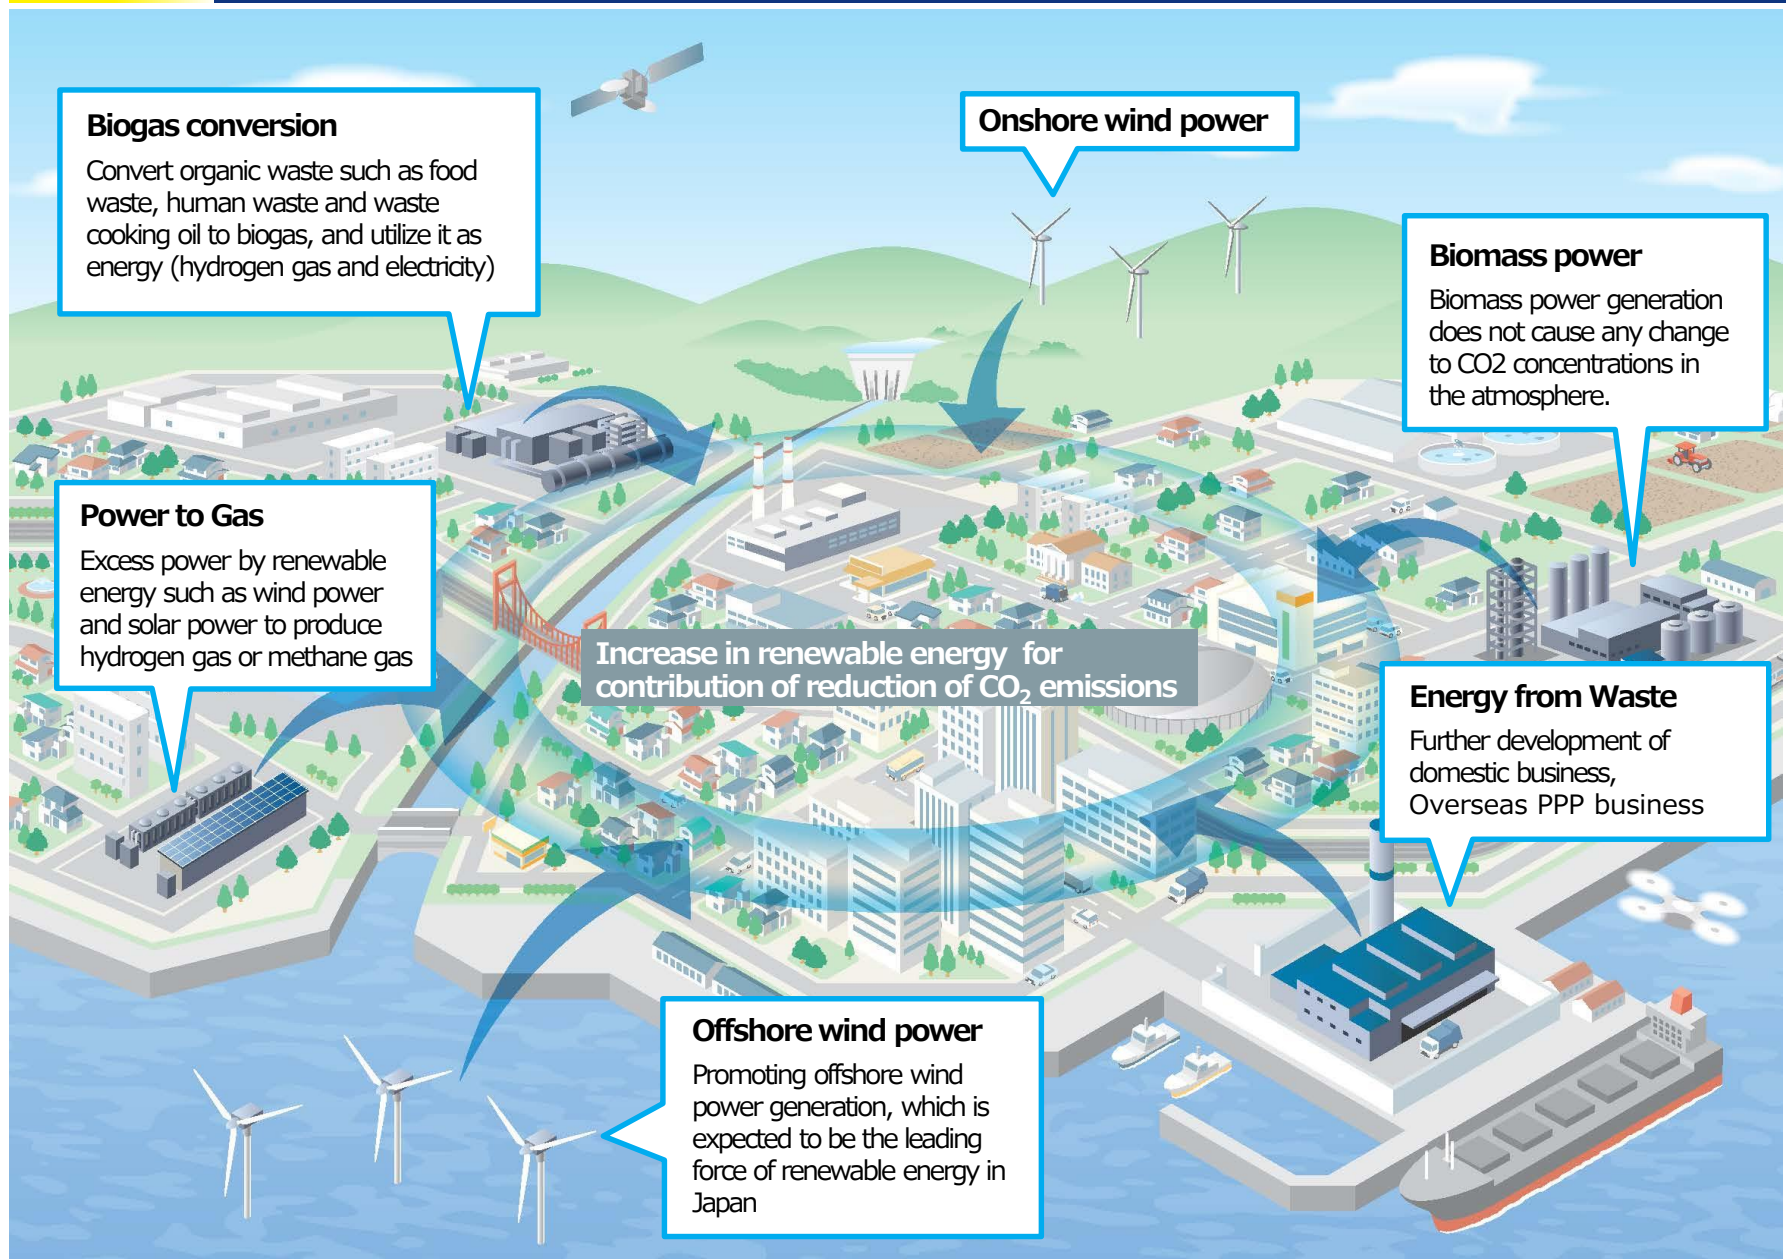 Biogas conversion
Convert organic waste such as food
waste, human waste and waste
cooking oil to biogas, and utilize it as
energy (hydrogen gas and electricity)
Onshore wind power
Biomass power
Biomass power generation
does not cause any change
to CO2 concentrations in
the atmosphere.
Power to Gas
Excess power by renewable
energy such as wind power
and solar power to produce
hydrogen gas or methane gas
Increase in renewable energy for
contribution of reduction of CO₂ emissions
Energy from Waste
Further development of
domestic business,
Overseas PPP business
Offshore wind power
Promoting offshore wind
power generation, which is
expected to be the leading
force of renewable energy in
Japan